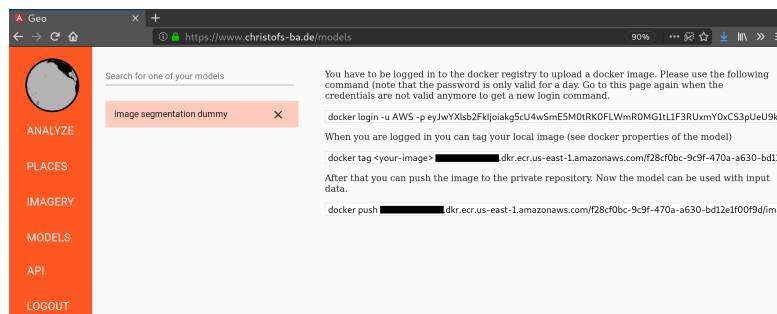 Geo
https://www.christofs-ba.de/models
90%
ANALYZE
PLACES
IMAGERY
MODELS
API
LOGOUT
Search for one of your models
image segmentation dummy
You have to be logged in to the docker registry to upload a docker image. Please use the following
command (note that the password is only valid for a day. Go to this page again when the
credentials are not valid anymore to get a new login command.
docker login -u AWS -p eyJwYXlsb2FkIjoiakg5cU4wSmE5M0tRK0FLWmR0MG1tL1F3RUxmY0xCS3pUeU9k
When you are logged in you can tag your local image (see docker properties of the model)
docker tag <your-image> .dkr.ecr.us-east-1.amazonaws.com/f28cf0bc-9c9f-470a-a630-bd1
After that you can push the image to the private repository. Now the model can be used with input
data.
docker push .dkr.ecr.us-east-1.amazonaws.com/f28cf0bc-9c9f-470a-a630-bd12e1f00f9d/im